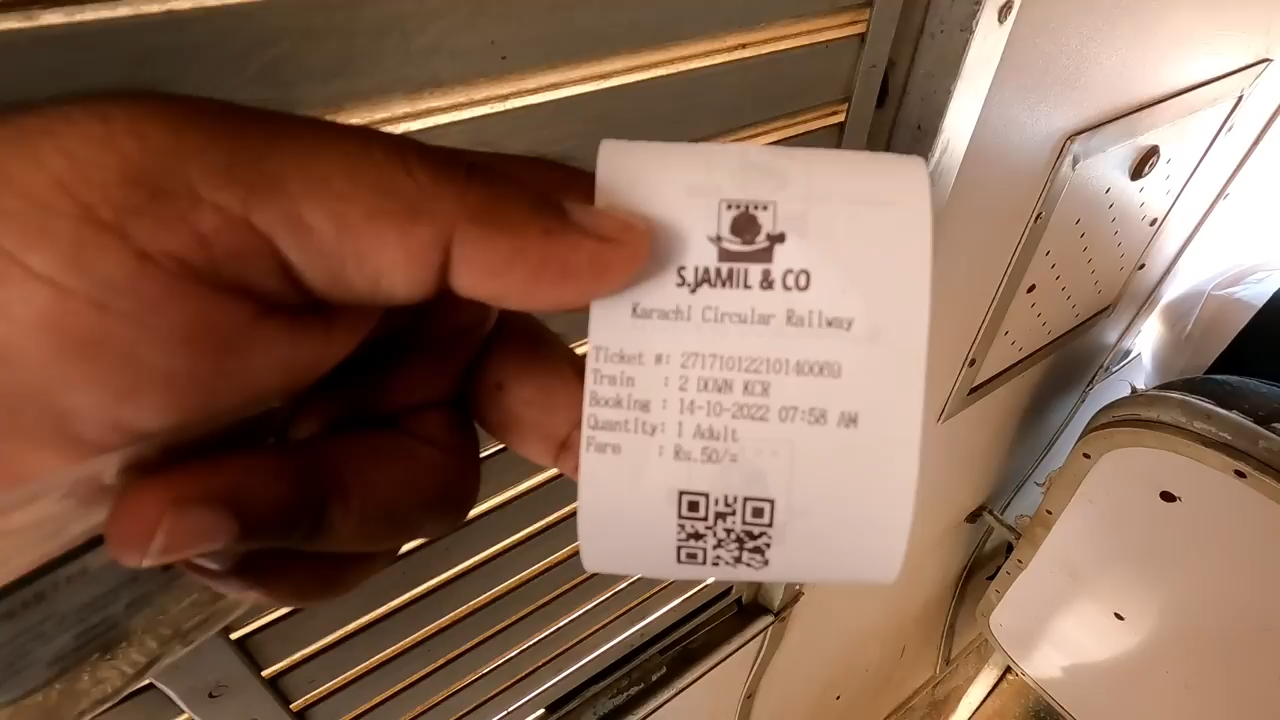 S.JAMIL & CO
Karachi Circular Railway
Ticket #: 27171012210140069
Train : 2 DOWN KCR
Booking : 14-10-2022 07:58 AM
Quantity: 1 Adult
Fare : Rs.50/=